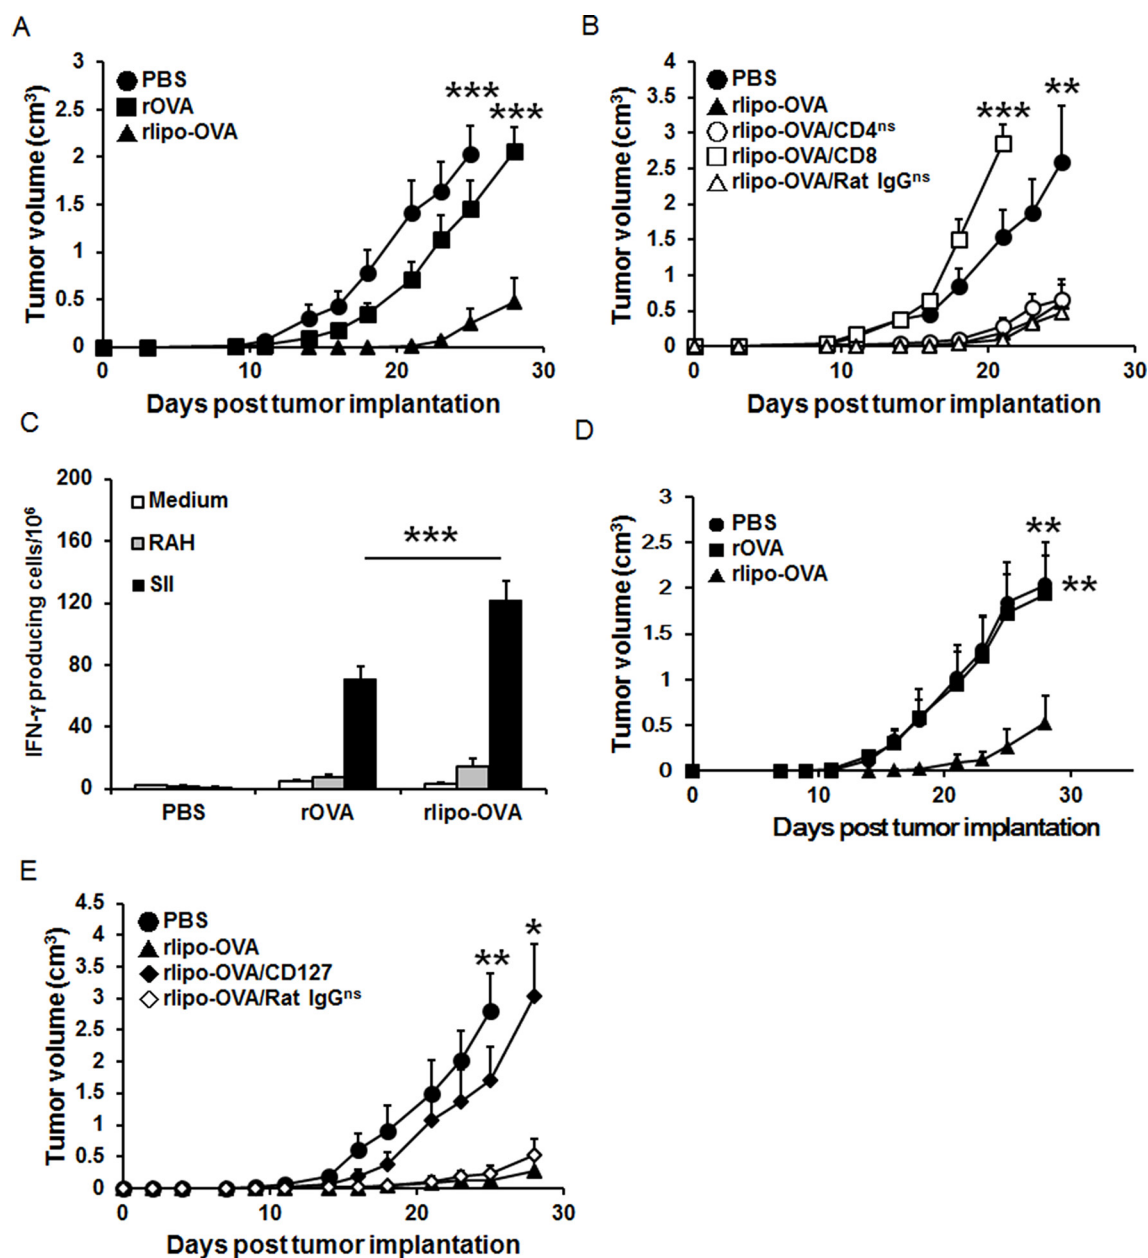 A
Tumor volume (cm³)
3
2.5
2
1.5
1
0.5
0
PBS
rOVA
rlipo-OVA
***
***
0
10
20
30
Days post tumor implantation
B
Tumor volume (cm³)
4
3.5
3
2.5
2
1.5
1
0.5
0
PBS
rlipo-OVA
rlipo-OVA/CD4ⁿˢ
rlipo-OVA/CD8
rlipo-OVA/Rat IgGⁿˢ
***
**
0
10
20
30
Days post tumor implantation
C
IFN-γ producing cells/10⁶
200
160
120
80
40
0
Medium
RAH
SII
***
PBS
rOVA
rlipo-OVA
D
Tumor volume (cm³)
3
2.5
2
1.5
1
0.5
0
PBS
rOVA
rlipo-OVA
**
**
0
10
20
30
Days post tumor implantation
E
Tumor volume (cm³)
4.5
4
3.5
3
2.5
2
1.5
1
0.5
0
PBS
rlipo-OVA
rlipo-OVA/CD127
rlipo-OVA/Rat IgGⁿˢ
**
*
0
10
20
30
Days post tumor implantation